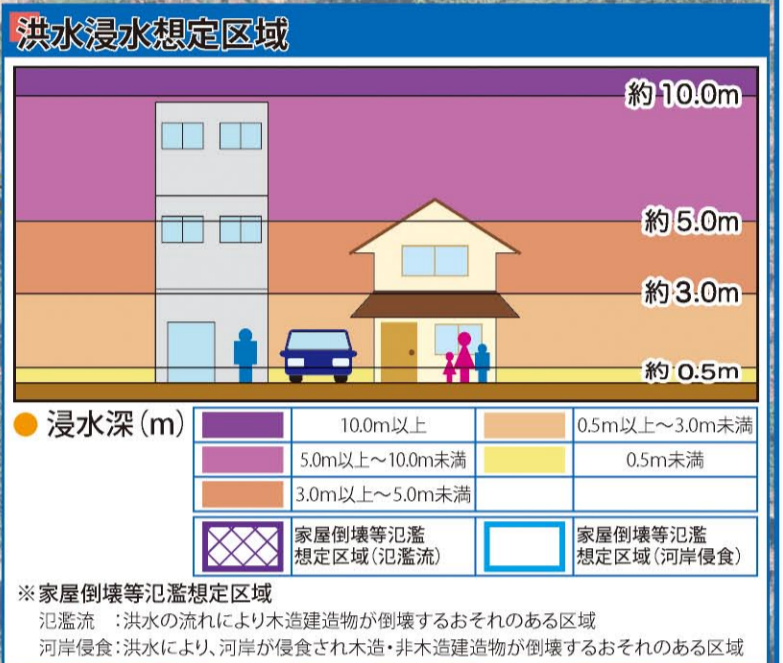 洪水浸水想定区域
約10.0m
約5.0m
約3.0m
約0.5m
●浸水深(m)
10.0m以上
0.5m以上〜3.0m未満
5.0m以上〜10.0m未満
0.5m未満
3.0m以上〜5.0m未満
家屋倒壊等氾濫
想定区域(氾濫流)
家屋倒壊等氾濫
想定区域(河岸侵食)
※家屋倒壊等氾濫想定区域
氾濫流 :洪水の流れにより木造建造物が倒壊するおそれのある区域
河岸侵食:洪水により、河岸が侵食され木造・非木造建造物が倒壊するおそれのある区域